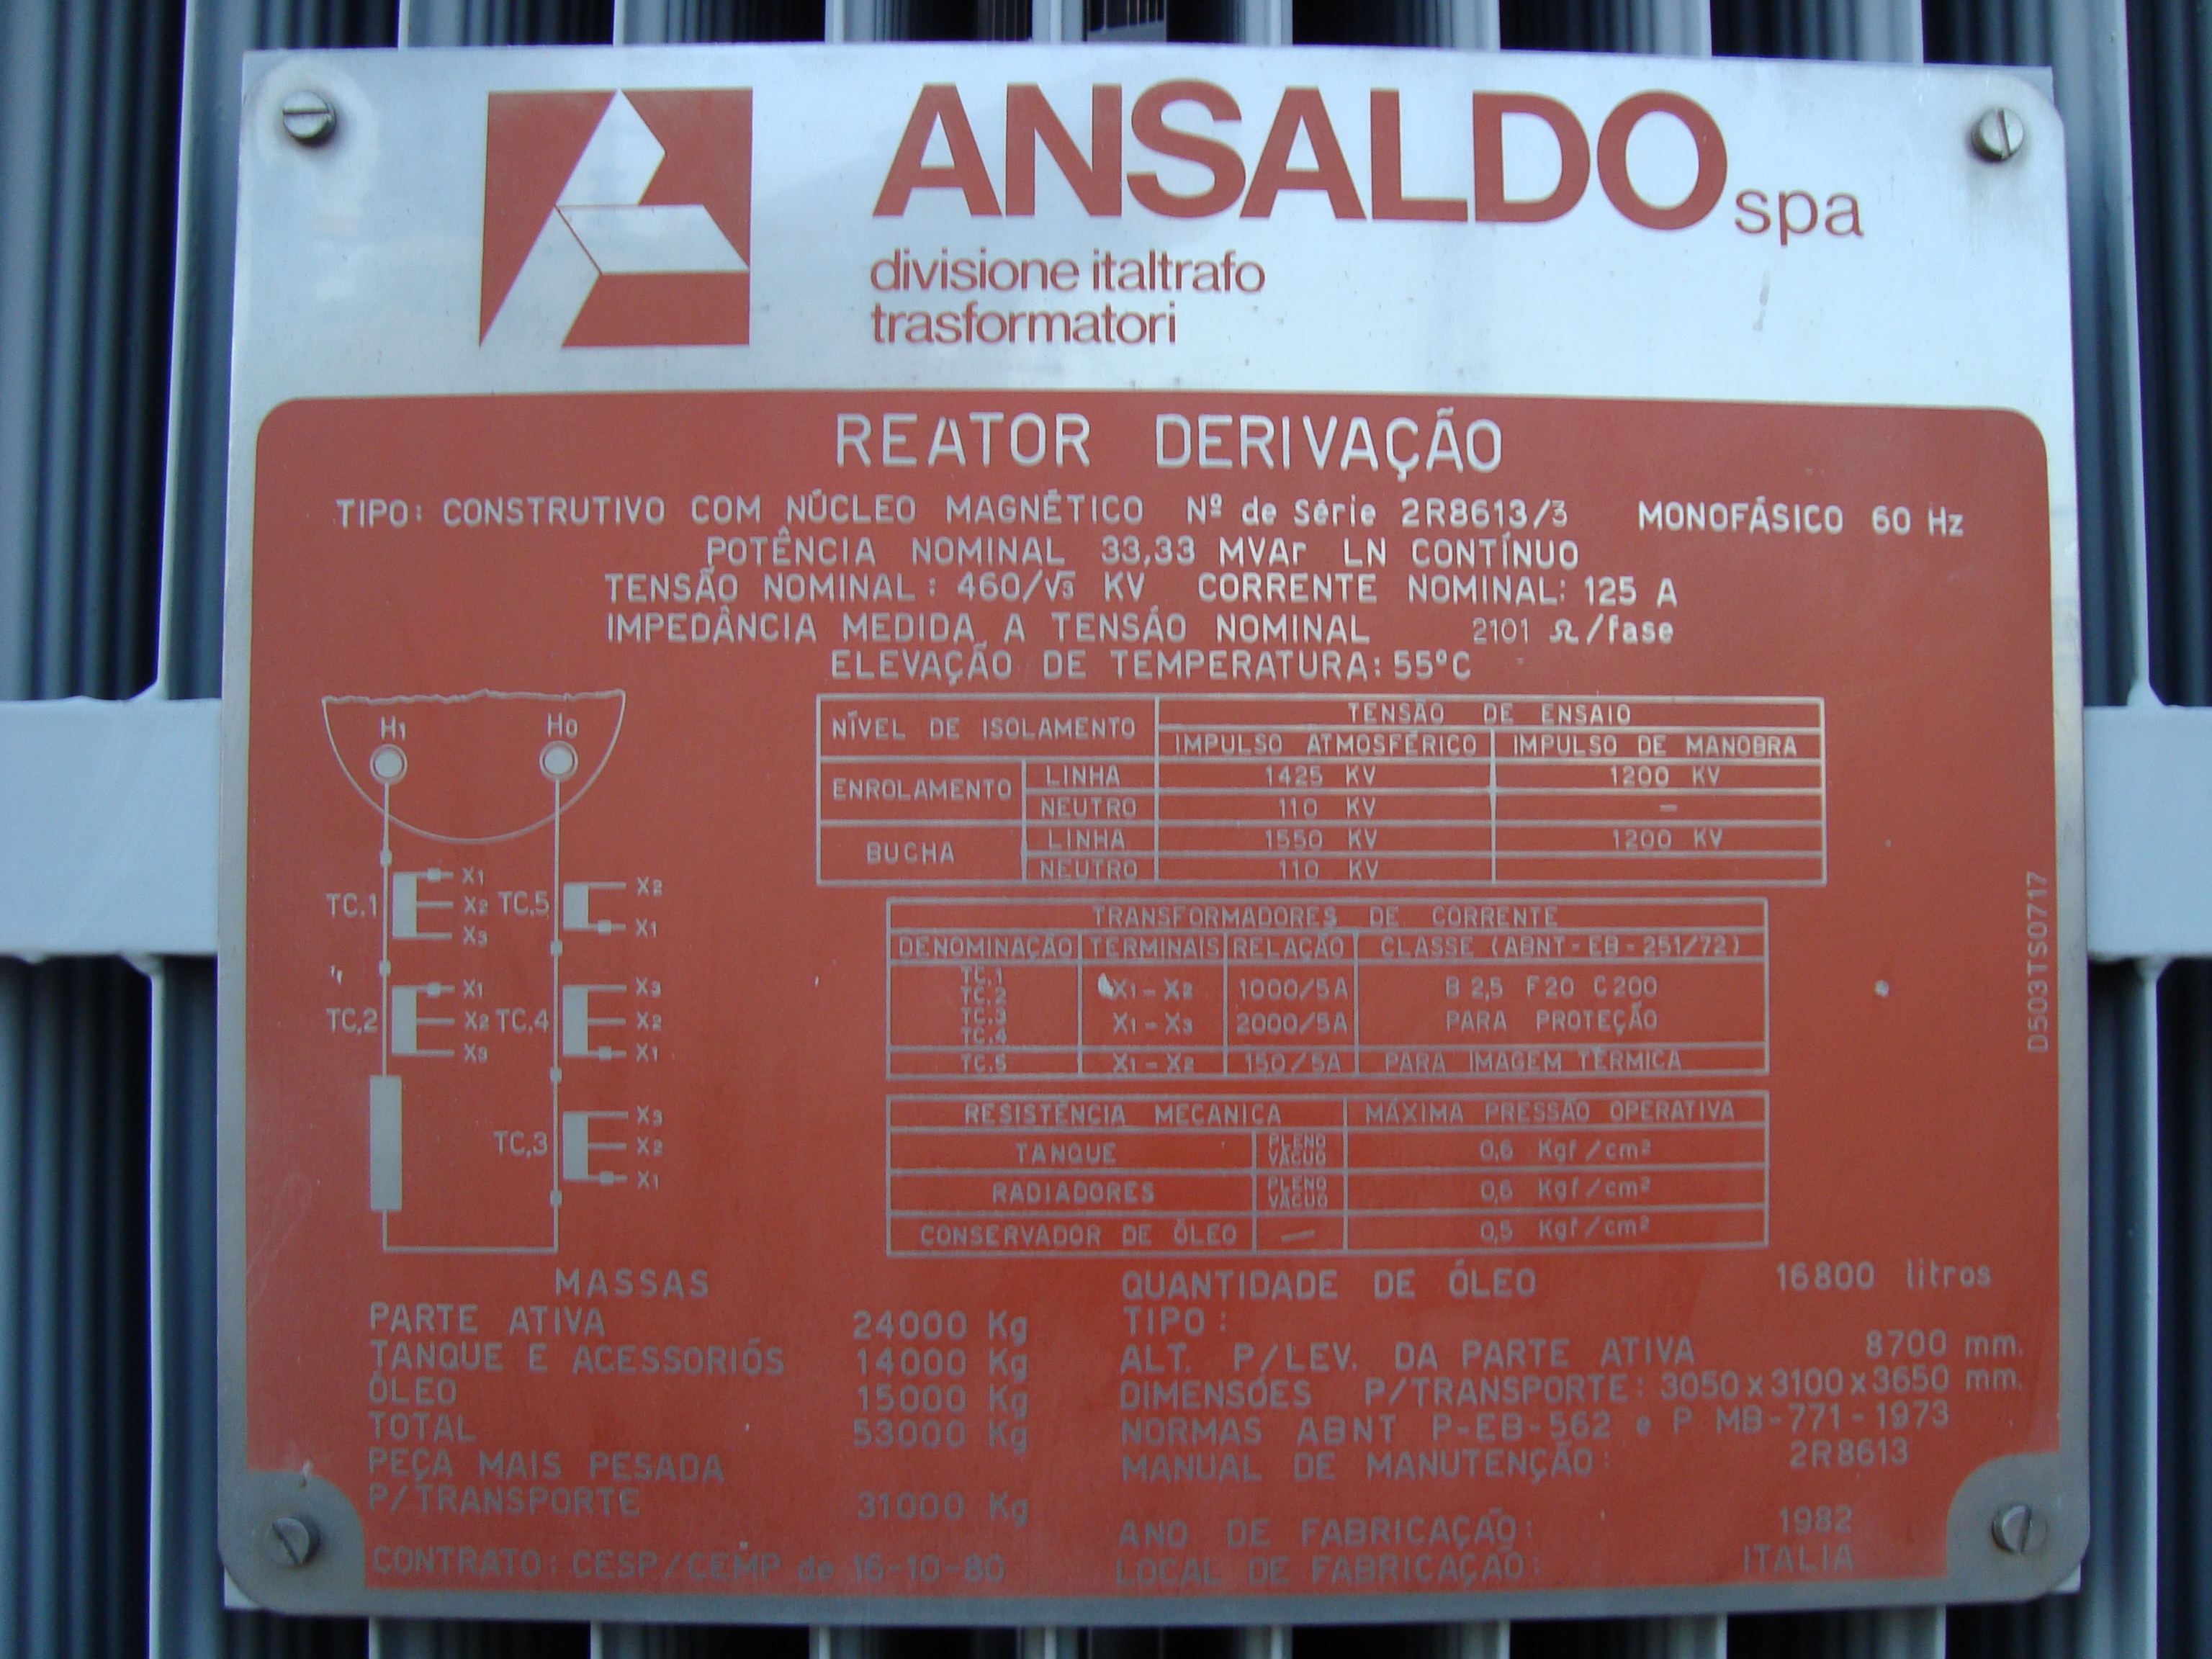 ANSALDO spa
divisione italtrafo
trasformatori
REATOR DERIVAÇÃO
TIPO: CONSTRUTIVO COM NÚCLEO MAGNÉTICO Nº de Série 2R8613/3 MONOFÁSICO 60 Hz
POTÊNCIA NOMINAL 33,33 MVAr LN CONTÍNUO
TENSÃO NOMINAL: 460/√3 KV CORRENTE NOMINAL: 125 A
IMPEDÂNCIA MEDIDA A TENSÁO NOMINAL 2101 Ω/fase
ELEVAÇÃO DE TEMPERATURA: 55ºC
H1 H0
TC.1 X1 X2 X3
TC.5 X2 X1
TC.2 X1 X2 X3
TC.4 X3 X2 X1
TC.3 X3 X2 X1
NÍVEL DE ISOLAMENTO TENSÃO DE ENSAIO
IMPULSO ATMOSFÉRICO IMPULSO DE MANOBRA
ENROLAMENTO LINHA 1425 KV 1200 KV
NEUTRO 110 KV –
BUCHA LINHA 1550 KV 1200 KV
NEUTRO 110 KV
TRANSFORMADORES DE CORRENTE
DENOMINAÇÃO TERMINAIS RELAÇÃO CLASSE (ABNT-EB-251/72)
TC.1
TC.2 X1-X2 1000/5A B 2,5 F20 C200
TC.3 X1-X3 2000/5A PARA PROTEÇÃO
TC.4
TC.5 X1-X2 150/5A PARA IMAGEM TÉRMICA
RESISTÊNCIA MECANICA MÁXIMA PRESSÃO OPERATIVA
TANQUE PLENO VÁCUO 0,6 Kgf/cm²
RADIADORES PLENO VÁCUO 0,6 Kgf/cm²
CONSERVADOR DE ÓLEO – 0,5 Kgf/cm²
D503TS0717
MASSAS
PARTE ATIVA 24000 Kg
TANQUE E ACESSORIÓS 14000 Kg
ÓLEO 15000 Kg
TOTAL 53000 Kg
PEÇA MAIS PESADA
P/TRANSPORTE 31000 Kg
CONTRATO: CESP/CEMP de 16-10-80
QUANTIDADE DE ÓLEO 16800 litros
TIPO:
ALT. P/LEV. DA PARTE ATIVA 8700 mm.
DIMENSÓES P/TRANSPORTE: 3050x3100x3650 mm.
NORMAS ABNT P-EB-562 e P MB-771-1973
MANUAL DE MANUTENÇÃO: 2R8613
ANO DE FABRICAÇÃO: 1982
LOCAL DE FABRICAÇÃO: ITALIA